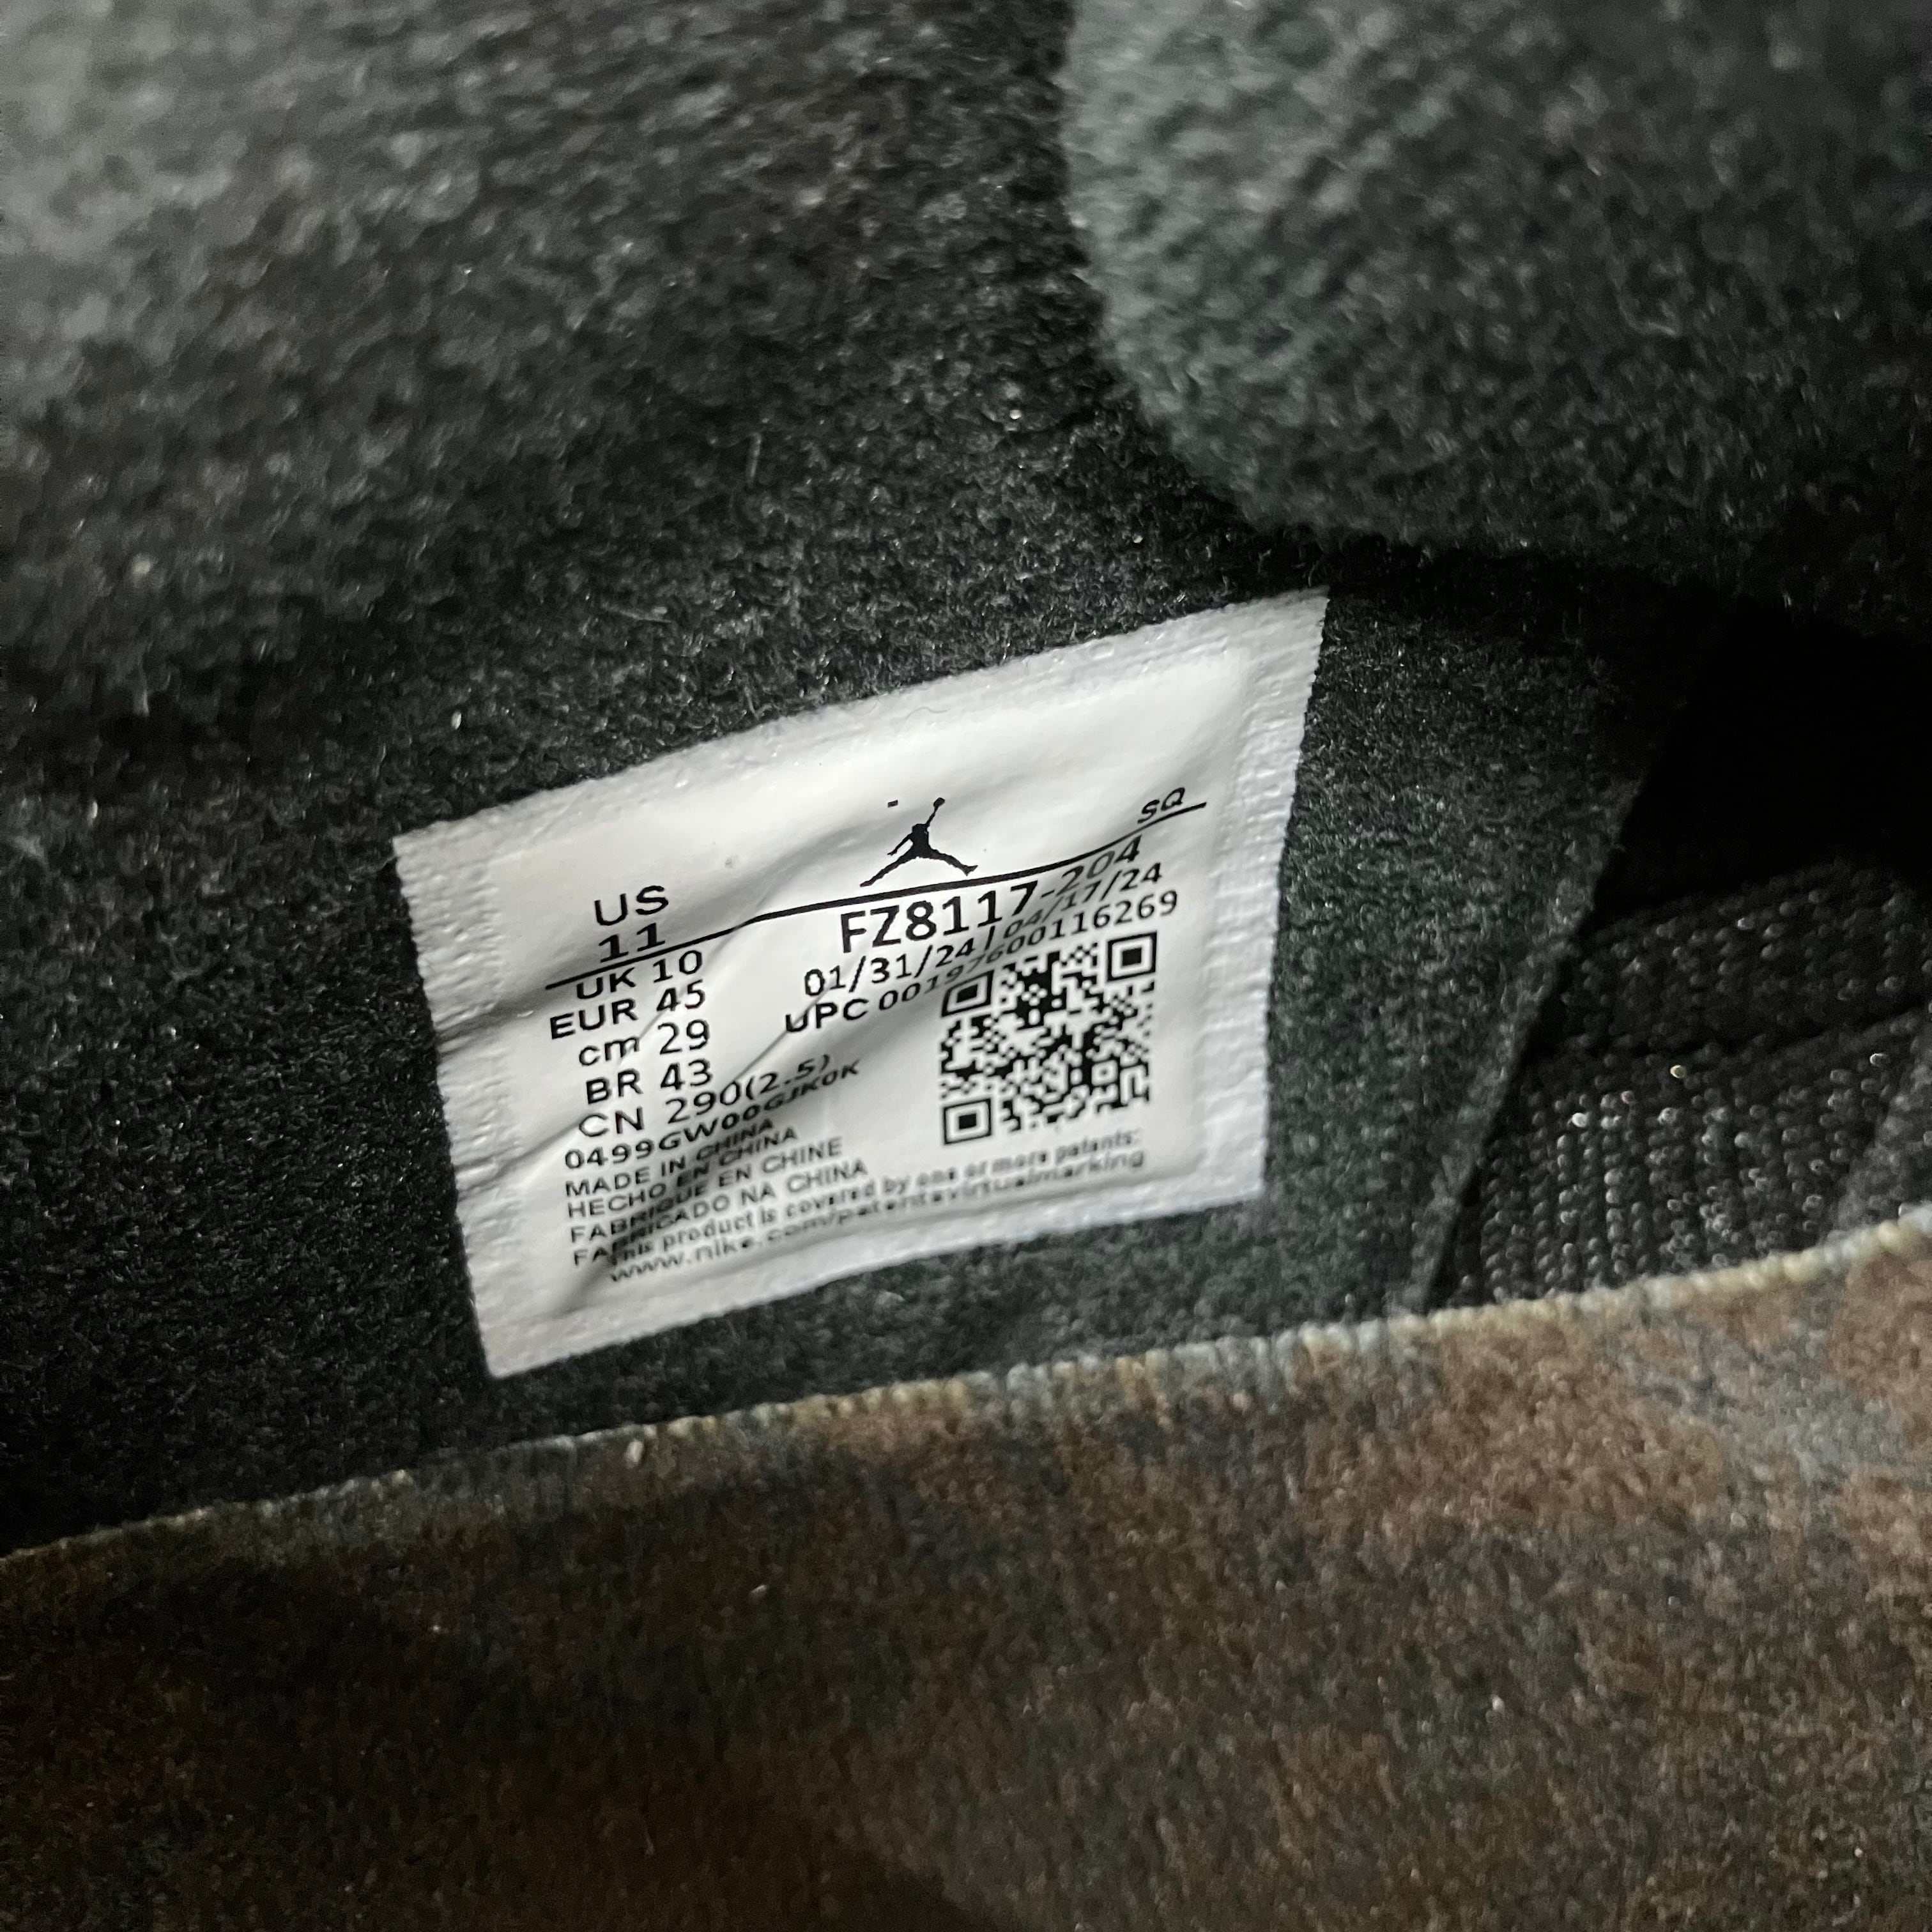 SQ
US
11
UK 10
EUR 45
cm 29
BR 43
CN 290(2.5)
FZ8117-204
01/31/24 | 04/17/24
UPC 00197600116269
0499GW00GJK0K
MADE IN CHINA
HECHO EN CHINA
FABRIQUE EN CHINE
FABRICADO NA CHINA
This product is covered by one or more patents:
www.nike.com/patentsvirtualmarking